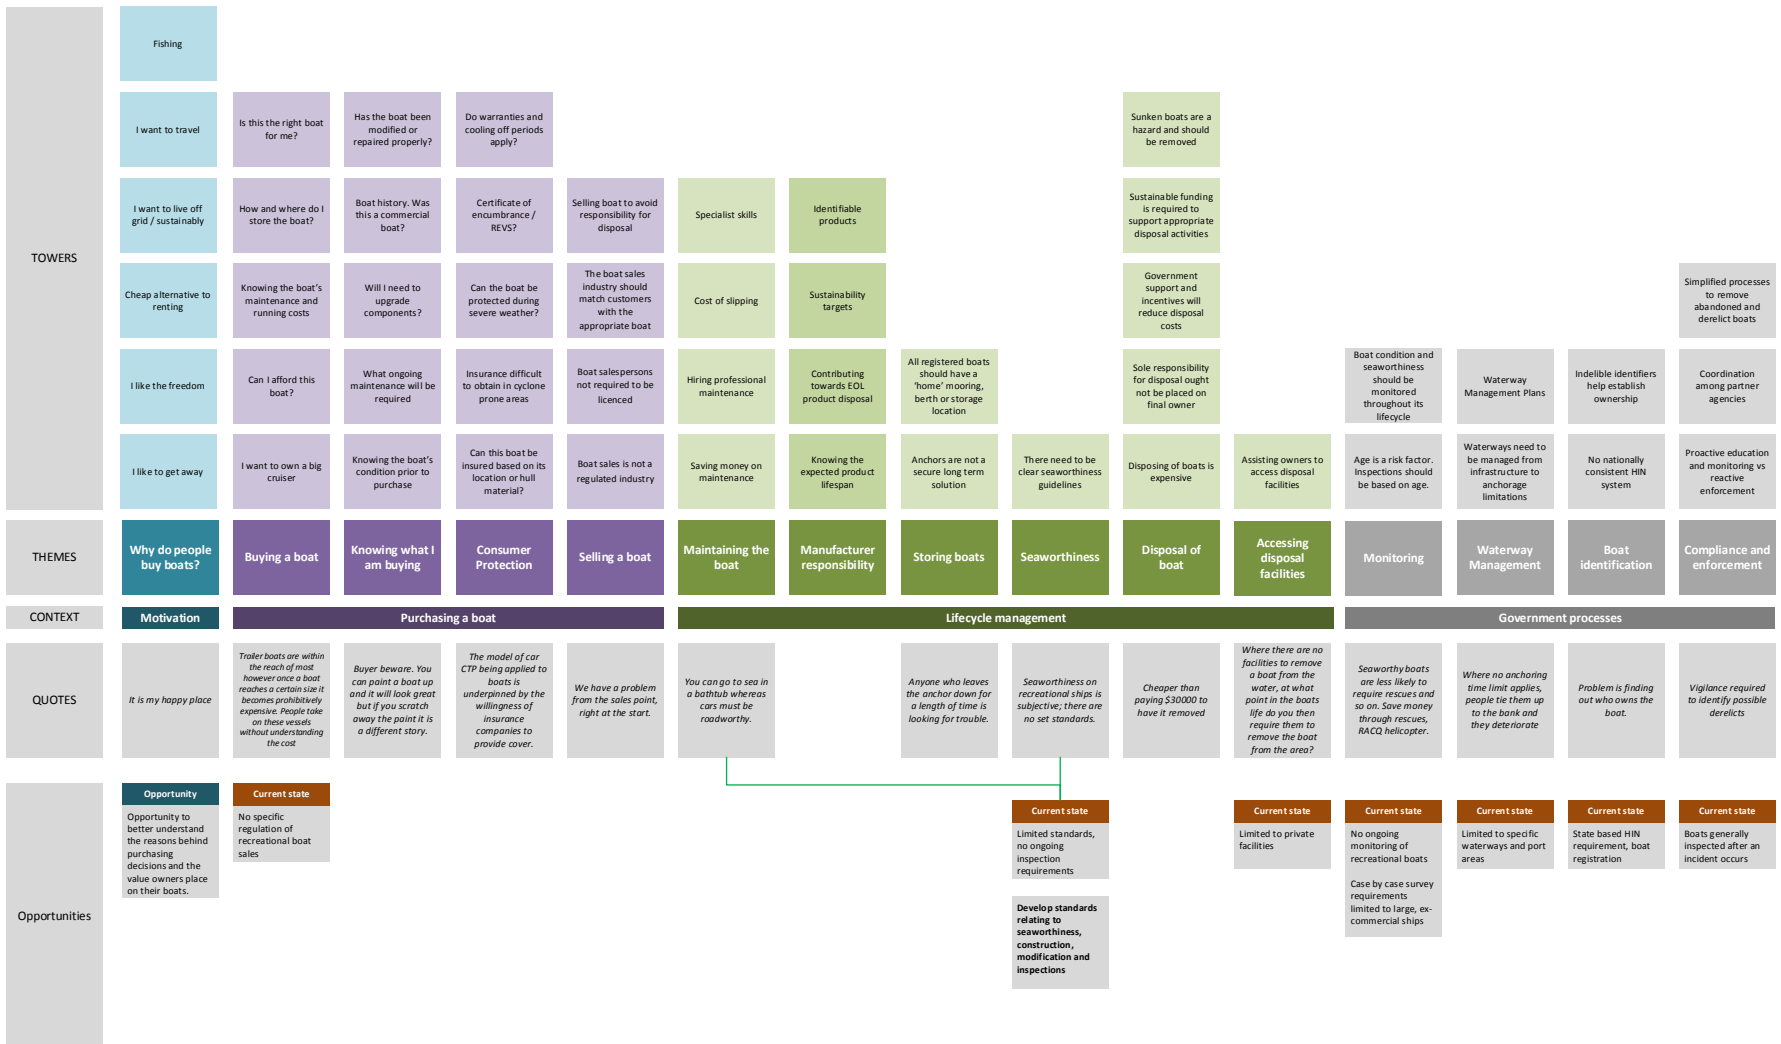 Fishing
TOWERS
I want to travel
Is this the right boat
for me?
Has the boat been
modified or
repaired properly?
Do warranties and
cooling off periods
apply?
Sunken boats are a
hazard and should
be removed
I want to live off
grid / sustainably
How and where do I
store the boat?
Boat history. Was
this a commercial
boat?
Certificate of
encumbrance /
REVS?
Selling boat to avoid
responsibility for
disposal
Specialist skills
Identifiable
products
Sustainable funding
is required to
support appropriate
disposal activities
Cheap alternative to
renting
Knowing the boat's
maintenance and
running costs
Will I need to
upgrade
components?
Can the boat be
protected during
severe weather?
The boat sales
industry should
match customers
with the
appropriate boat
Cost of slipping
Sustainability
targets
Government
support and
incentives will
reduce disposal
costs
Simplified processes
to remove
abandoned and
derelict boats
I like the freedom
Can I afford this
boat?
What ongoing
maintenance will be
required
Insurance difficult
to obtain in cyclone
prone areas
Boat salespersons
not required to be
licenced
Hiring professional
maintenance
Contributing
towards EOL
product disposal
All registered boats
should have a
'home' mooring,
berth or storage
location
Sole responsibility
for disposal ought
not be placed on
final owner
Boat condition and
seaworthiness
should be
monitored
throughout its
lifecycle
Waterway
Management Plans
Indelible identifiers
help establish
ownership
Coordination
among partner
agencies
I like to get away
I want to own a big
cruiser
Knowing the boat's
condition prior to
purchase
Can this boat be
insured based on its
location or hull
material?
Boat sales is not a
regulated industry
Saving money on
maintenance
Knowing the
expected product
lifespan
Anchors are not a
secure long term
solution
There need to be
clear seaworthiness
guidelines
Disposing of boats is
expensive
Assisting owners to
access disposal
facilities
Age is a risk factor.
Inspections should
be based on age.
Waterways need to
be managed from
infrastructure to
anchorage
limitations
No nationally
consistent HIN
system
Proactive education
and monitoring vs
reactive
enforcement
THEMES
Why do people
buy boats?
Buying a boat
Knowing what I
am buying
Consumer
Protection
Selling a boat
Maintaining the
boat
Manufacturer
responsibility
Storing boats
Seaworthiness
Disposal of
boat
Accessing
disposal
facilities
Monitoring
Waterway
Management
Boat
identification
Compliance and
enforcement
CONTEXT
Motivation
Purchasing a boat
Lifecycle management
Government processes
QUOTES
It is my happy place
Trailer boats are within
the reach of most
however once a boat
reaches a certain size it
becomes prohibitively
expensive. People take
on these vessels
without understanding
the cost
Buyer beware. You
can paint a boat up
and it will look great
but if you scratch
away the paint it is
a different story.
The model of car
CTP being applied to
boats is
underpinned by the
willingness of
insurance
companies to
provide cover.
We have a problem
from the sales point,
right at the start.
You can go to sea in
a bathtub whereas
cars must be
roadworthy.
Anyone who leaves
the anchor down for
a length of time is
looking for trouble.
Seaworthiness on
recreational ships is
subjective; there are
no set standards.
Cheaper than
paying $30000 to
have it removed
Where there are no
facilities to remove
a boat from the
water, at what
point in the boats
life do you then
require them to
remove the boat
from the area?
Seaworthy boats
are less likely to
require rescues and
so on. Save money
through rescues,
RACQ helicopter.
Where no anchoring
time limit applies,
people tie them up
to the bank and
they deteriorate
Problem is finding
out who owns the
boat.
Vigilance required
to identify possible
derelicts
Opportunities
Opportunity
Opportunity to
better understand
the reasons behind
purchasing
decisions and the
value owners place
on their boats.
Current state
No specific
regulation of
recreational boat
sales
Current state
Limited standards,
no ongoing
inspection
requirements
Develop standards
relating to
seaworthiness,
construction,
modification and
inspections
Current state
Limited to private
facilities
Current state
No ongoing
monitoring of
recreational boats
Case by case survey
requirements
limited to large, ex-
commercial ships
Current state
Limited to specific
waterways and port
areas
Current state
State based HIN
requirement, boat
registration
Current state
Boats generally
inspected after an
incident occurs